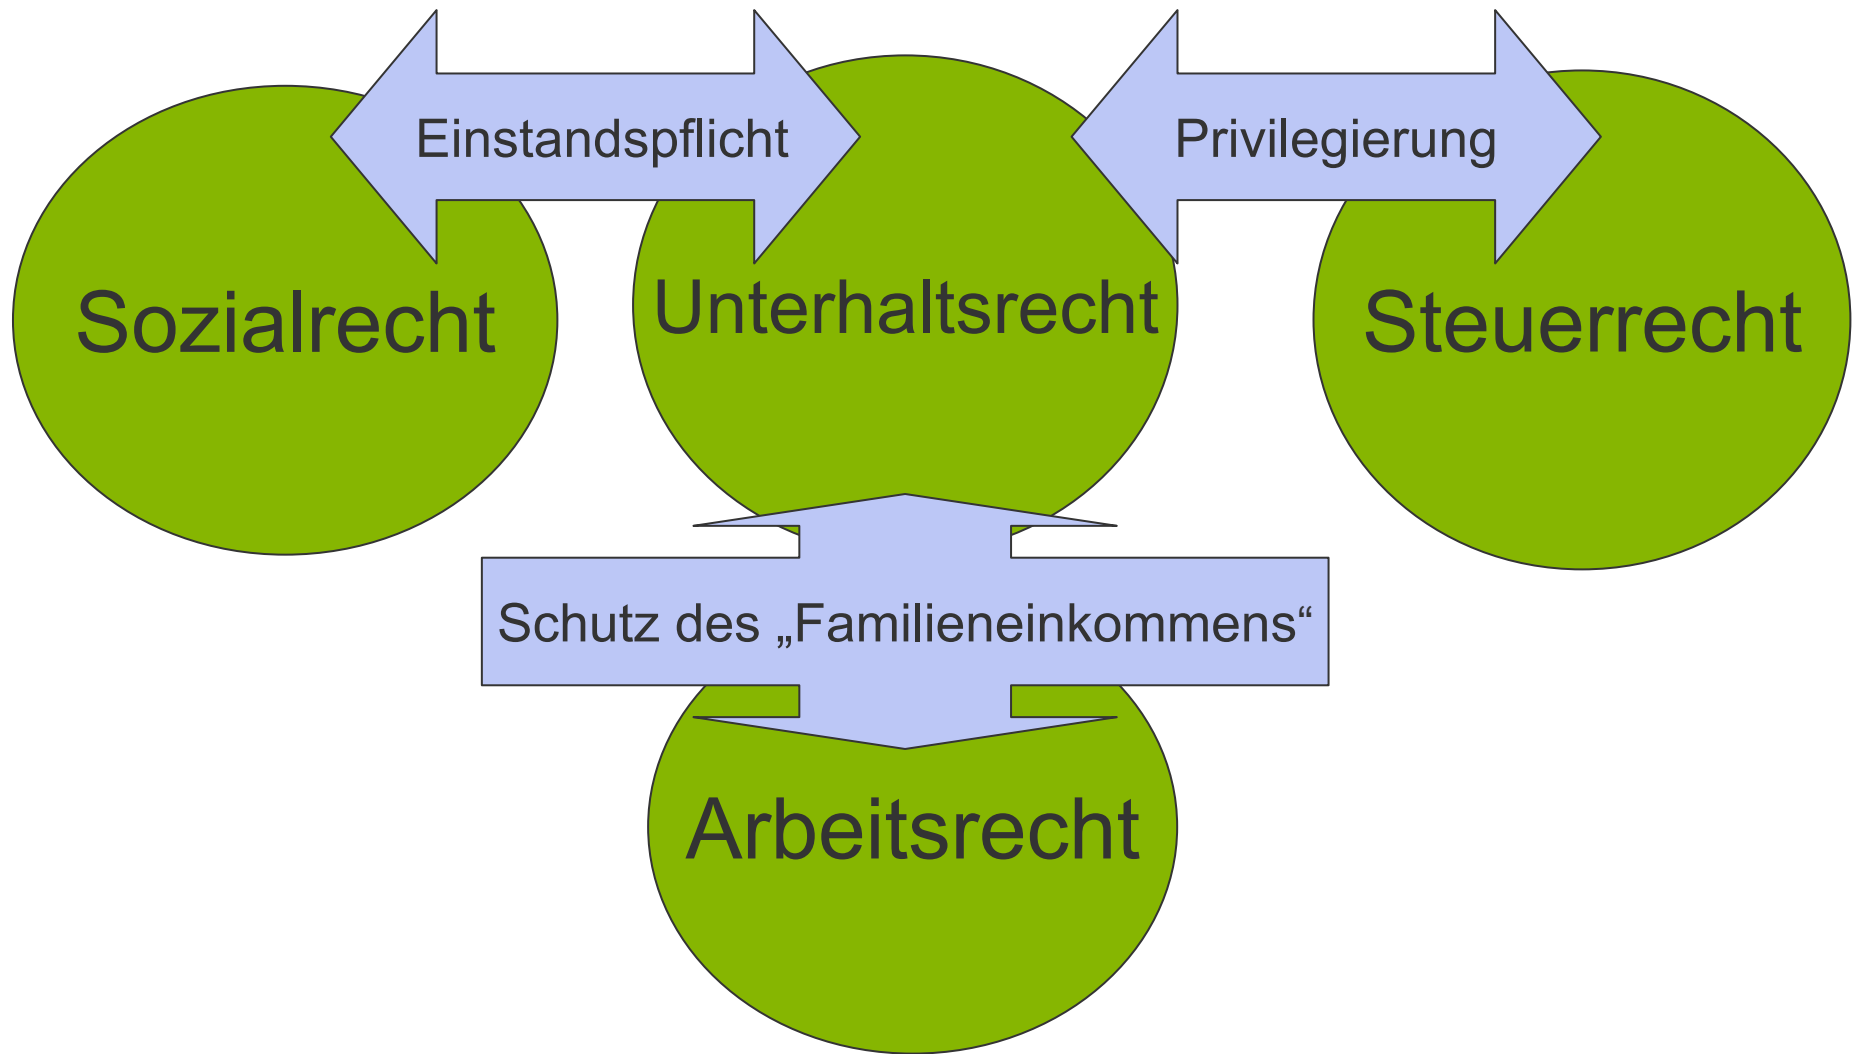 Einstandspflicht
Privilegierung
Sozialrecht
Unterhaltsrecht
Steuerrecht
Schutz des „Familieneinkommens“
Arbeitsrecht